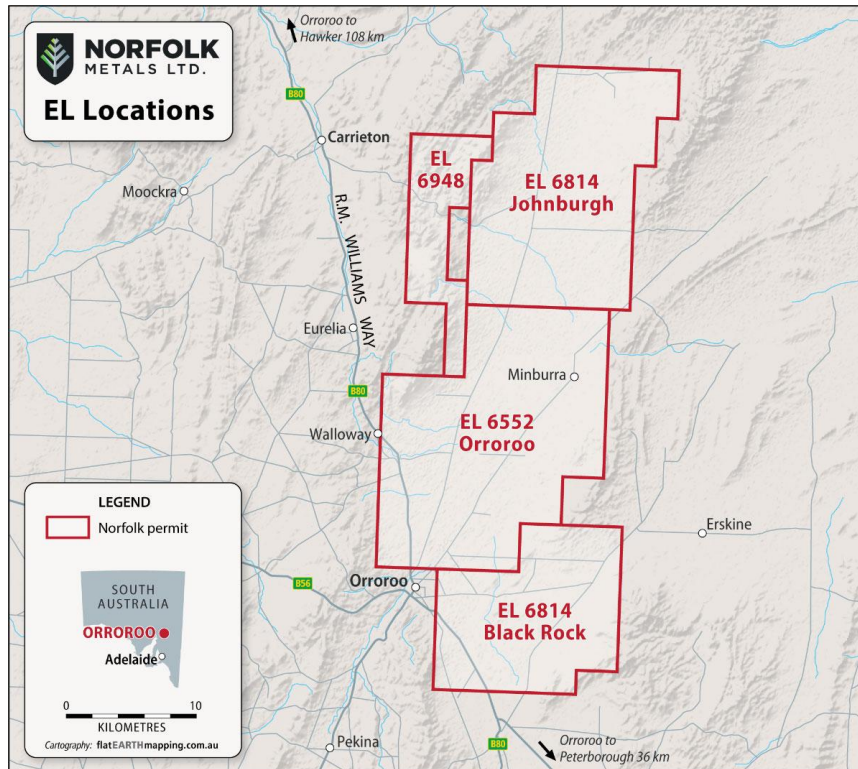 NORFOLK
METALS LTD.
EL Locations
Orroroo to
Hawker 108 km
B80
Carrieton
Moockra
EL
6948
EL 6814
Johnburgh
R.M. WILLIAMS WAY
Eurelia
B80
Minburra
Walloway
EL 6552
Orroroo
Erskine
B56
Orroroo
EL 6814
Black Rock
LEGEND
Norfolk permit
SOUTH
AUSTRALIA
ORROROO
Adelaide
0 10
KILOMETRES
Cartography: flatEARTHmapping.com.au
Pekina
B80
Orroroo to
Peterborough 36 km